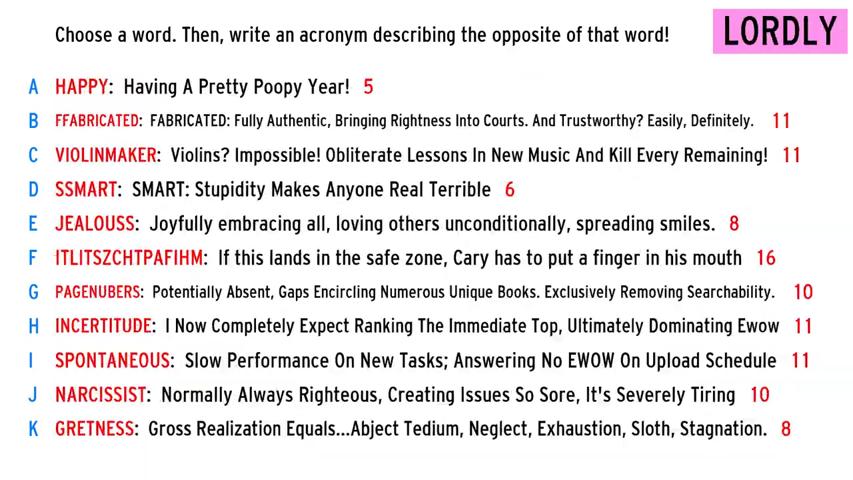 Choose a word. Then, write an acronym describing the opposite of that word!
LORDLY
A HAPPY: Having A Pretty Poopy Year! 5
B FFABRICATED: FABRICATED: Fully Authentic, Bringing Rightness Into Courts. And Trustworthy? Easily, Definitely. 11
C VIOLINMAKER: Violins? Impossible! Obliterate Lessons In New Music And Kill Every Remaining! 11
D SSMART: SMART: Stupidity Makes Anyone Real Terrible 6
E JEALOUSS: Joyfully embracing all, loving others unconditionally, spreading smiles. 8
F ITLITSZCHTPAFIHM: If this lands in the safe zone, Cary has to put a finger in his mouth 16
G PAGENUBERS: Potentially Absent, Gaps Encircling Numerous Unique Books. Exclusively Removing Searchability. 10
H INCERTITUDE: I Now Completely Expect Ranking The Immediate Top, Ultimately Dominating Ewow 11
I SPONTANEOUS: Slow Performance On New Tasks; Answering No EWOW On Upload Schedule 11
J NARCISSIST: Normally Always Righteous, Creating Issues So Sore, It's Severely Tiring 10
K GRETNESS: Gross Realization Equals...Abject Tedium, Neglect, Exhaustion, Sloth, Stagnation. 8